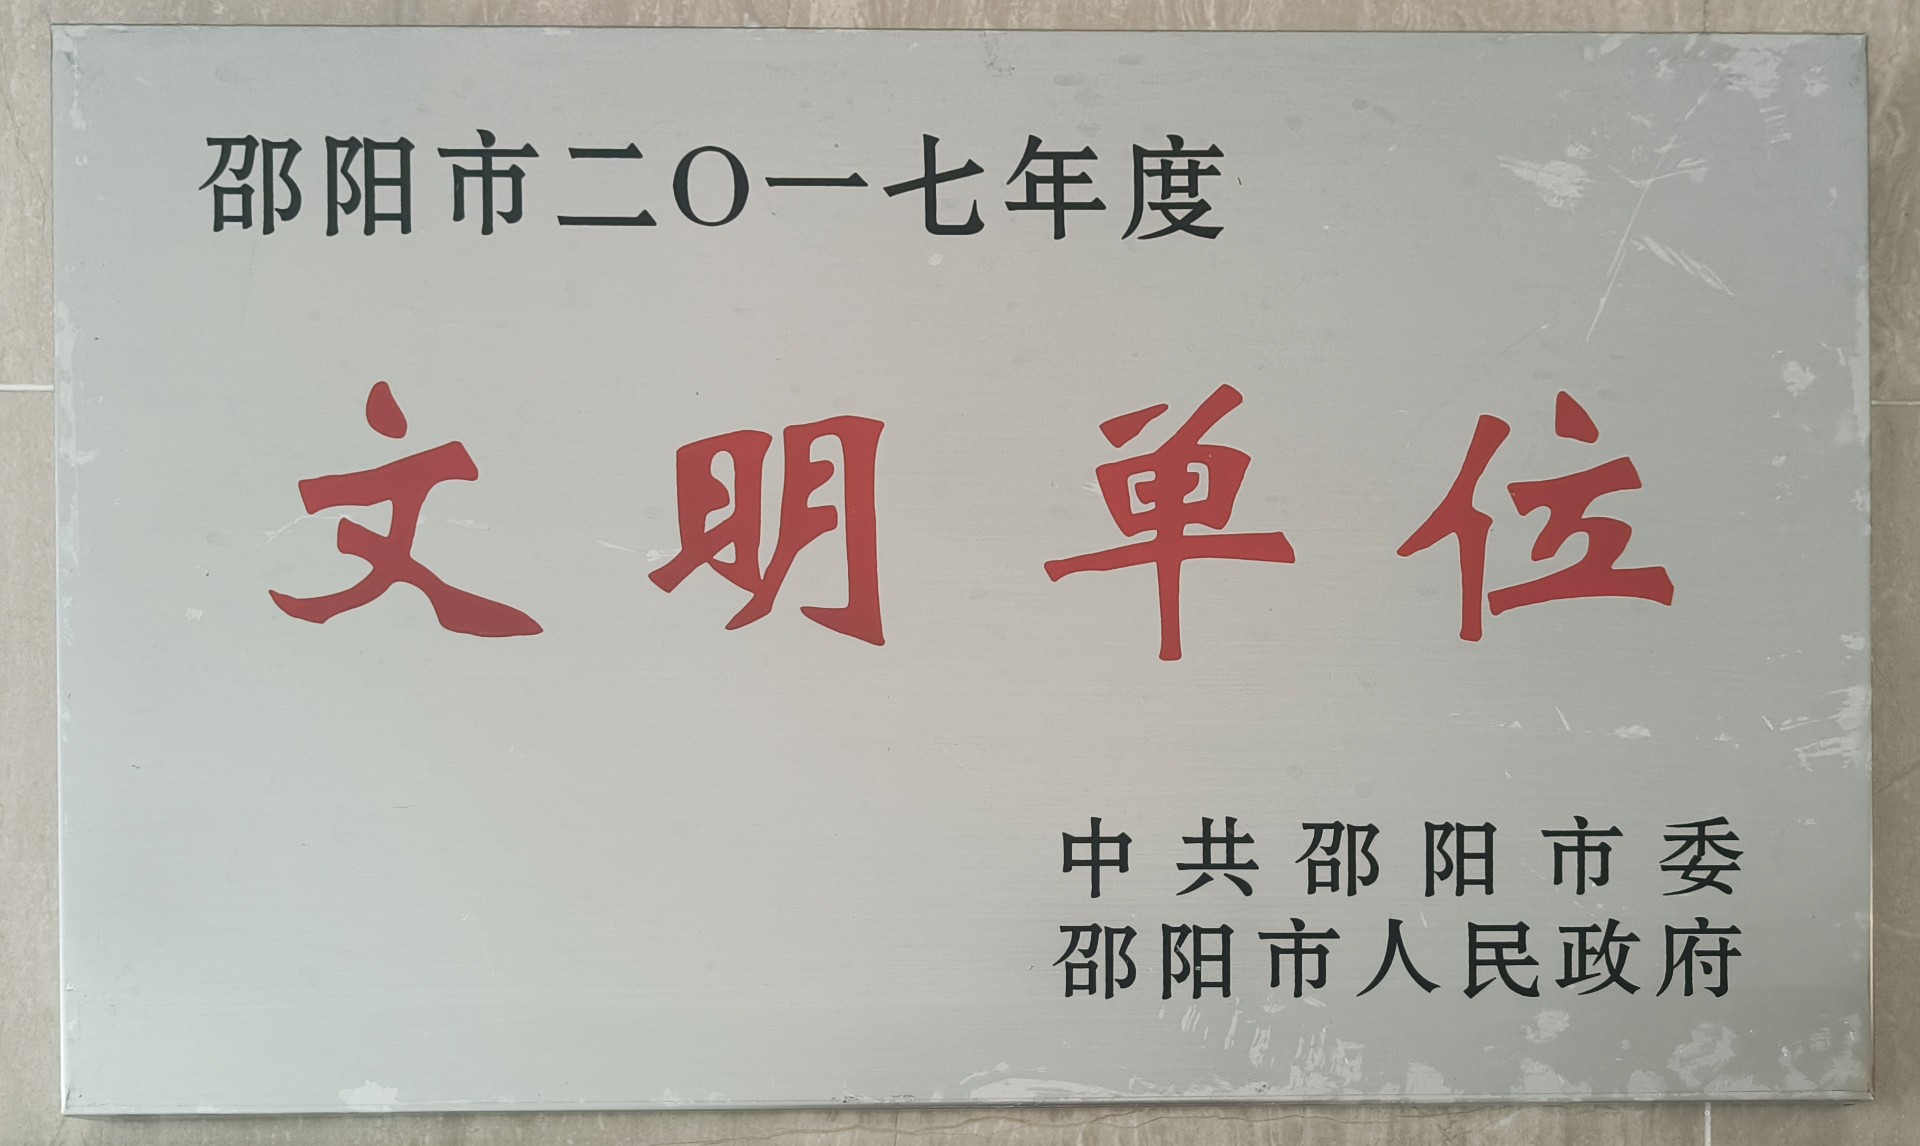 邵阳市二〇一七年度
文明单位
中共邵阳市委
邵阳市人民政府